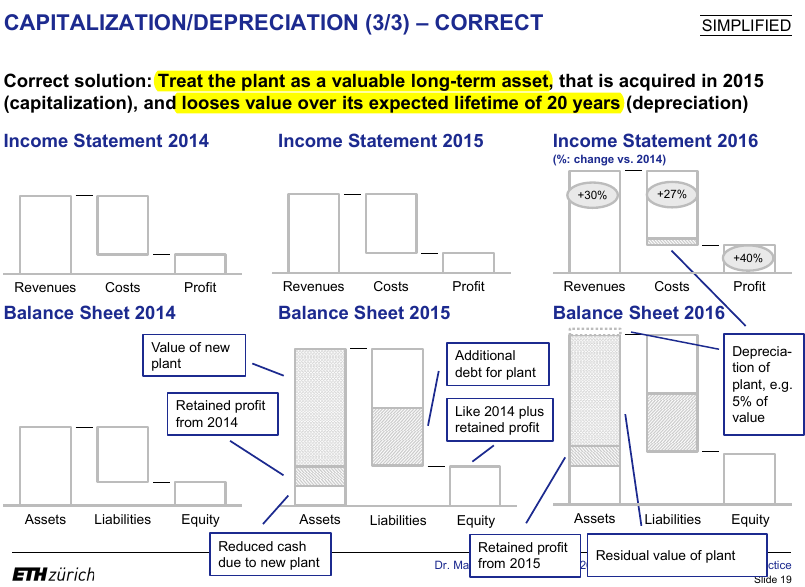 CAPITALIZATION/DEPRECIATION (3/3) – CORRECT
SIMPLIFIED
Correct solution: Treat the plant as a valuable long-term asset, that is acquired in 2015
(capitalization), and looses value over its expected lifetime of 20 years (depreciation)
Income Statement 2014
Income Statement 2015
Income Statement 2016
(%: change vs. 2014)
+30%
+27%
+40%
Revenues
Costs
Profit
Revenues
Costs
Profit
Revenues
Costs
Profit
Balance Sheet 2014
Balance Sheet 2015
Balance Sheet 2016
Value of new
plant
Retained profit
from 2014
Additional
debt for plant
Like 2014 plus
retained profit
Deprecia-
tion of
plant, e.g.
5% of
value
Assets
Liabilities
Equity
Assets
Liabilities
Equity
Assets
Liabilities
Equity
Reduced cash
due to new plant
Retained profit
from 2015
Residual value of plant
ETH zürich
Dr. Ma
Slide 19